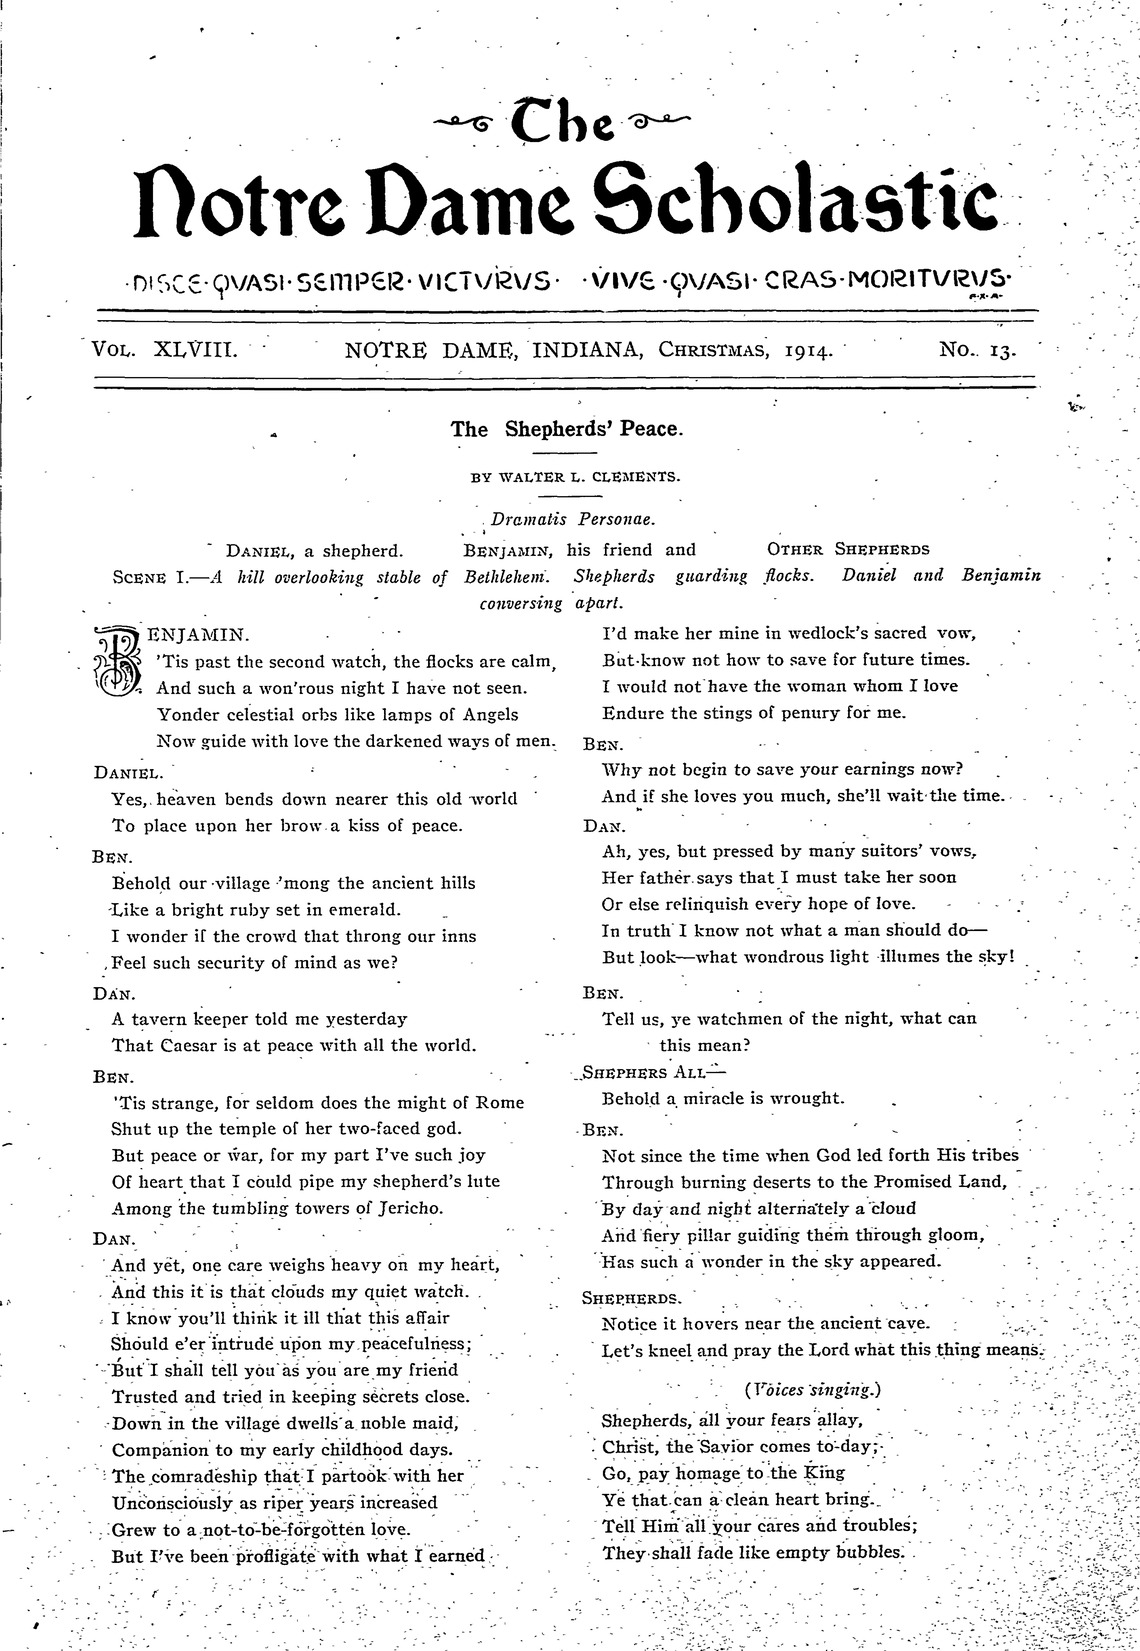 The
Notre Dame Scholastic
·DISCE·QVASI·SEMPER·VICTVRVS· ·VIVE·QVASI·CRAS·MORITVRVS·
VOL. XLVIII. NOTRE DAME, INDIANA, CHRISTMAS, 1914. NO. 13.
The Shepherds' Peace.
BY WALTER L. CLEMENTS.
Dramatis Personae.
DANIEL, a shepherd. BENJAMIN, his friend and OTHER SHEPHERDS
SCENE I.—A hill overlooking stable of Bethlehem. Shepherds guarding flocks. Daniel and Benjamin
conversing apart.
BENJAMIN.
'Tis past the second watch, the flocks are calm,
And such a won'rous night I have not seen.
Yonder celestial orbs like lamps of Angels
Now guide with love the darkened ways of men.
DANIEL.
Yes, heaven bends down nearer this old world
To place upon her brow a kiss of peace.
BEN.
Behold our village 'mong the ancient hills
Like a bright ruby set in emerald.
I wonder if the crowd that throng our inns
Feel such security of mind as we?
DAN.
A tavern keeper told me yesterday
That Caesar is at peace with all the world.
BEN.
'Tis strange, for seldom does the might of Rome
Shut up the temple of her two-faced god.
But peace or war, for my part I've such joy
Of heart that I could pipe my shepherd's lute
Among the tumbling towers of Jericho.
DAN.
And yet, one care weighs heavy on my heart,
And this it is that clouds my quiet watch.
I know you'll think it ill that this affair
Should e'er intrude upon my peacefulness;
But I shall tell you as you are my friend
Trusted and tried in keeping secrets close.
Down in the village dwells a noble maid,
Companion to my early childhood days.
The comradeship that I partook with her
Unconsciously as riper years increased
Grew to a not-to-be-forgotten love.
But I've been profligate with what I earned
I'd make her mine in wedlock's sacred vow,
But know not how to save for future times.
I would not have the woman whom I love
Endure the stings of penury for me.
BEN.
Why not begin to save your earnings now?
And if she loves you much, she'll wait the time.
DAN.
Ah, yes, but pressed by many suitors' vows,
Her father says that I must take her soon
Or else relinquish every hope of love.
In truth I know not what a man should do—
But look—what wondrous light illumes the sky!
BEN.
Tell us, ye watchmen of the night, what can
this mean?
SHEPHERS ALL—
Behold a miracle is wrought.
BEN.
Not since the time when God led forth His tribes
Through burning deserts to the Promised Land,
By day and night alternately a cloud
And fiery pillar guiding them through gloom,
Has such a wonder in the sky appeared.
SHEPHERDS.
Notice it hovers near the ancient cave.
Let's kneel and pray the Lord what this thing means.
(Voices singing.)
Shepherds, all your fears allay,
Christ, the Savior comes to-day;
Go, pay homage to the King
Ye that can a clean heart bring.
Tell Him all your cares and troubles;
They shall fade like empty bubbles.